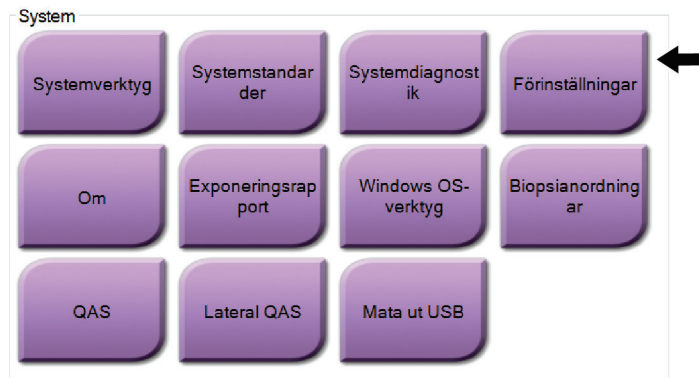 System
Systemverktyg
Systemstandar
der
Systemdiagnost
ik
Förinställningar
Om
Exponeringsrap
port
Windows OS-
verktyg
Biopsianordning
ar
QAS
Lateral QAS
Mata ut USB